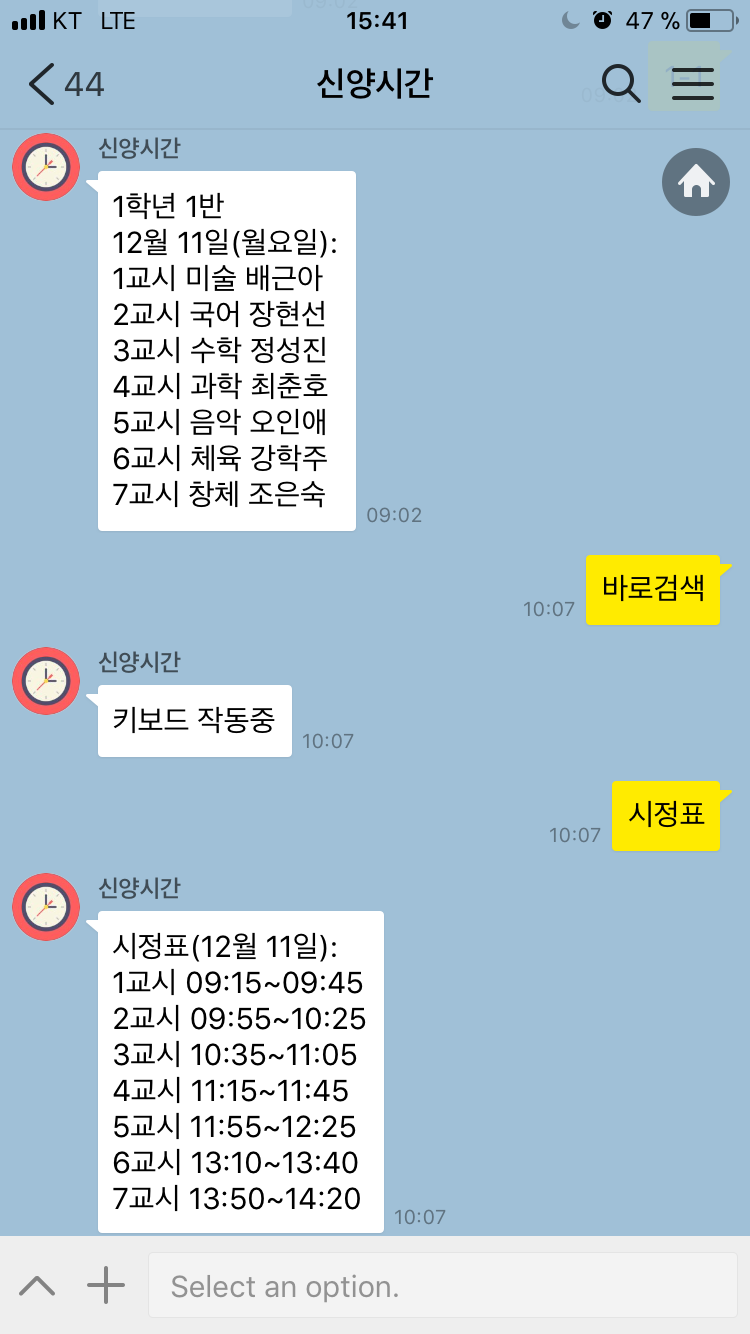 KT LTE 15:41 47 %
44 신양시간
신양시간
1학년 1반
12월 11일(월요일):
1교시 미술 배근아
2교시 국어 장현선
3교시 수학 정성진
4교시 과학 최춘호
5교시 음악 오인애
6교시 체육 강학주
7교시 창체 조은숙
09:02
바로검색
10:07
신양시간
키보드 작동중
10:07
시정표
10:07
신양시간
시정표(12월 11일):
1교시 09:15~09:45
2교시 09:55~10:25
3교시 10:35~11:05
4교시 11:15~11:45
5교시 11:55~12:25
6교시 13:10~13:40
7교시 13:50~14:20
10:07
Select an option.